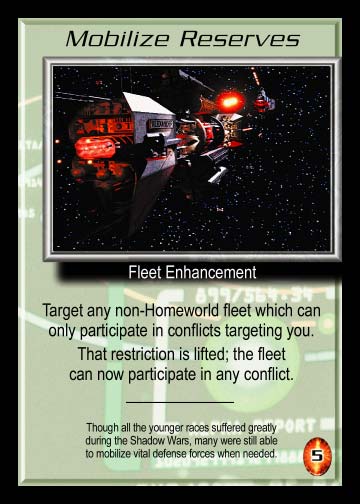 Mobilize Reserves
Fleet Enhancement
Target any non-Homeworld fleet which can
only participate in conflicts targeting you.
That restriction is lifted; the fleet
can now participate in any conflict.
Though all the younger races suffered greatly
during the Shadow Wars, many were still able
to mobilize vital defense forces when needed.
5